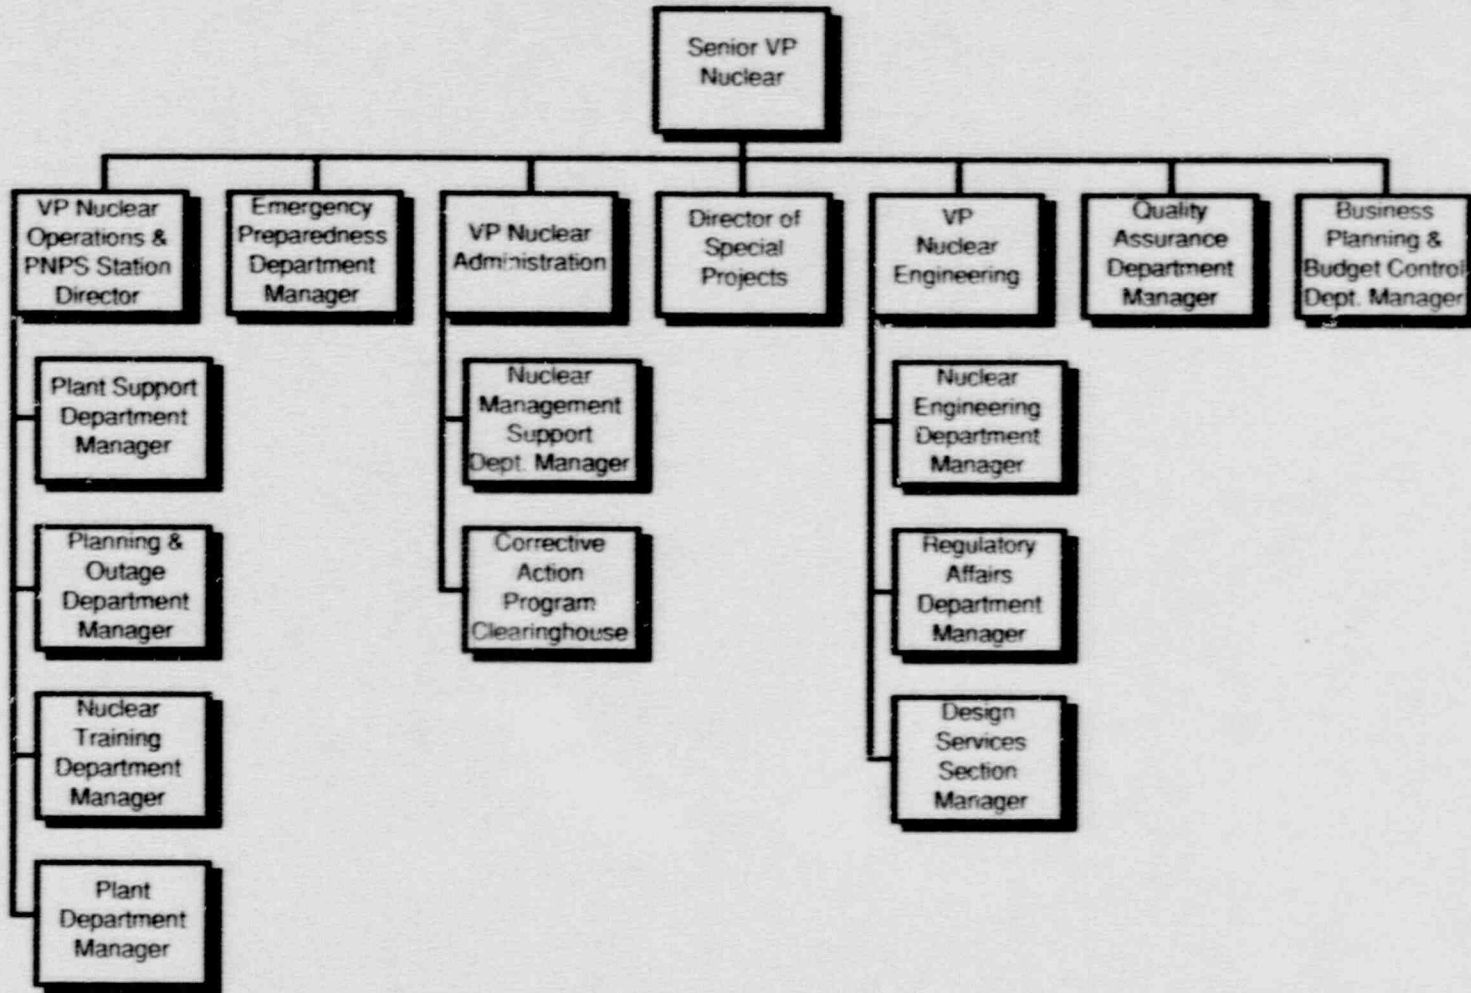 Senior VP
Nuclear
VP Nuclear
Operations &
PNPS Station
Director
Emergency
Preparedness
Department
Manager
VP Nuclear
Administration
Director of
Special
Projects
VP
Nuclear
Engineering
Quality
Assurance
Department
Manager
Business
Planning &
Budget Control
Dept. Manager
Plant Support
Department
Manager
Planning &
Outage
Department
Manager
Nuclear
Training
Department
Manager
Plant
Department
Manager
Nuclear
Management
Support
Dept. Manager
Corrective
Action
Program
Clearinghouse
Nuclear
Engineering
Department
Manager
Regulatory
Affairs
Department
Manager
Design
Services
Section
Manager